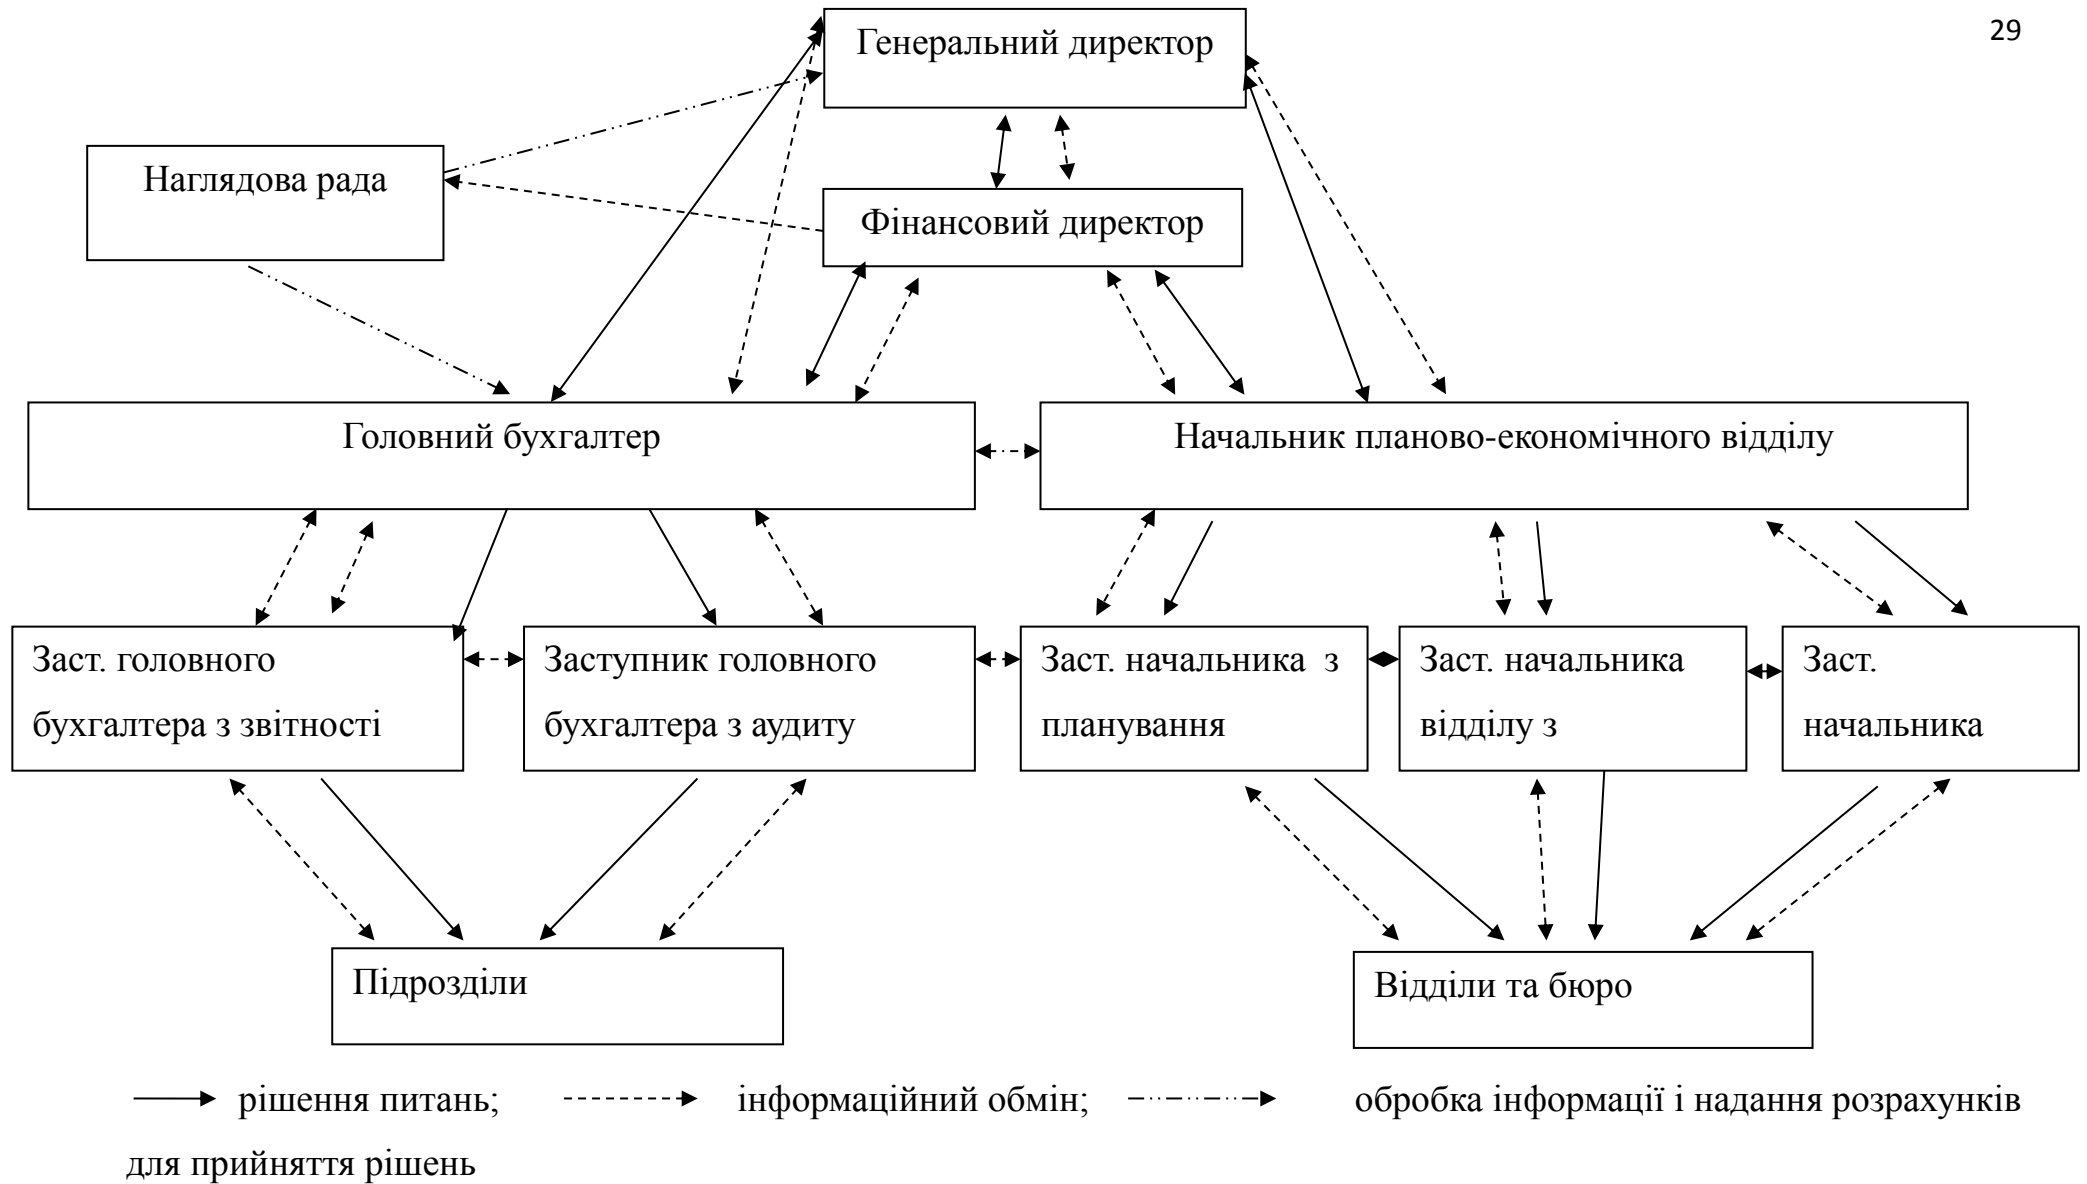 29
Генеральний директор
Наглядова рада
Фінансовий директор
Головний бухгалтер
Начальник планово-економічного відділу
Заст. головного
бухгалтера з звітності
Заступник головного
бухгалтера з аудиту
Заст. начальника з
планування
Заст. начальника
відділу з
Заст.
начальника
Підрозділи
Відділи та бюро
рішення питань; інформаційний обмін; обробка інформації і надання розрахунків
для прийняття рішень